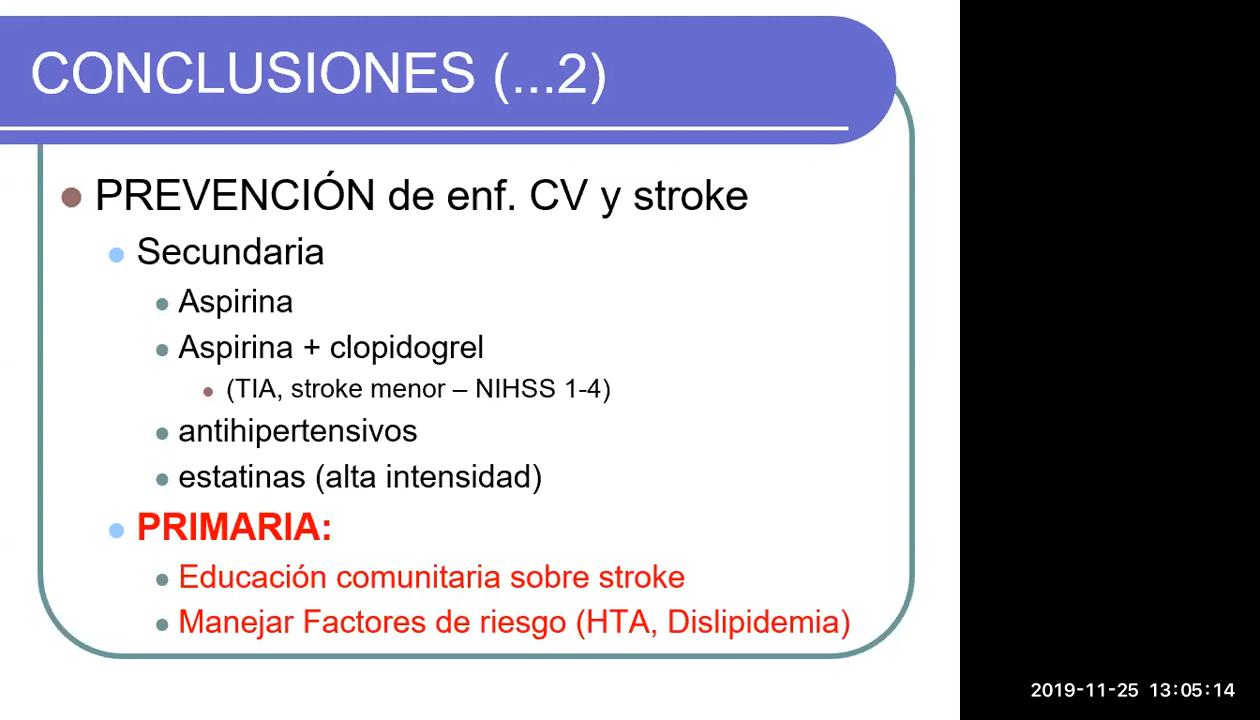 CONCLUSIONES (...2)
PREVENCIÓN de enf. CV y stroke
Secundaria
Aspirina
Aspirina + clopidogrel
(TIA, stroke menor – NIHSS 1-4)
antihipertensivos
estatinas (alta intensidad)
PRIMARIA:
Educación comunitaria sobre stroke
Manejar Factores de riesgo (HTA, Dislipidemia)
2019-11-25 13:05:14